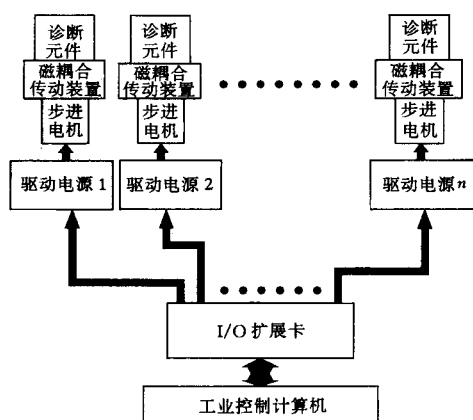 诊断
元件
诊断
元件
诊断
元件
磁耦合
传动装置
磁耦合
传动装置
磁耦合
传动装置
步进
电机
步进
电机
步进
电机
驱动电源1
驱动电源2
驱动电源n
I/O扩展卡
工业控制计算机